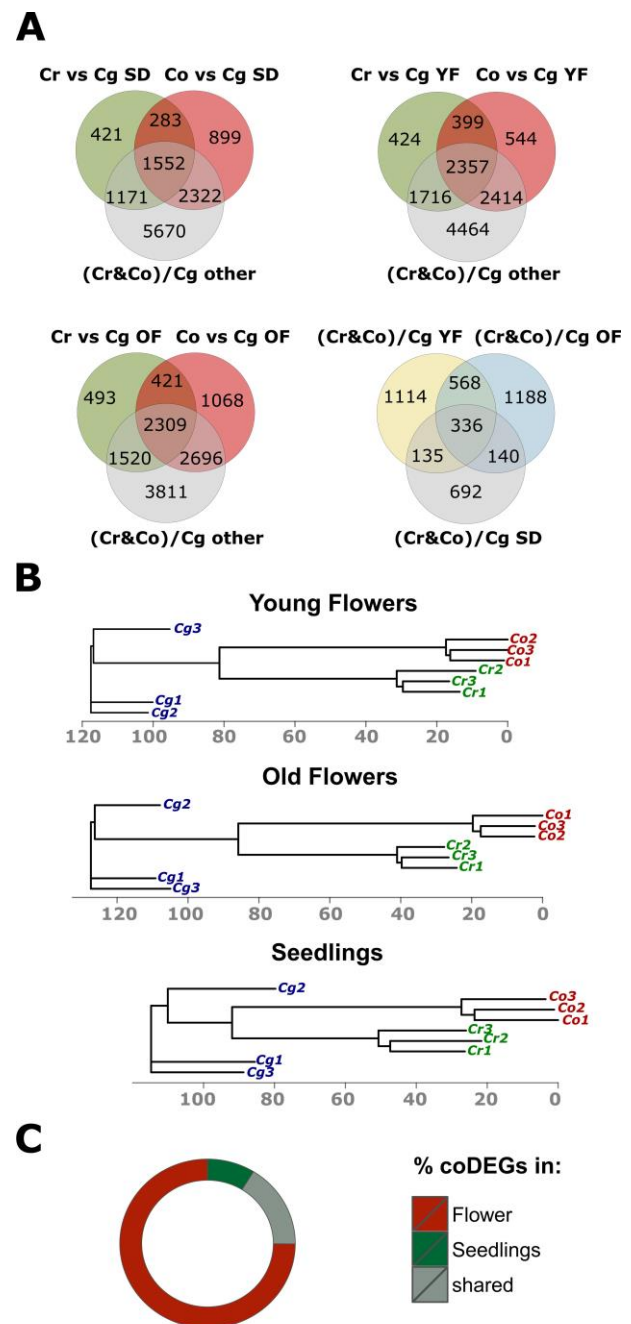 A
Cr vs Cg SD Co vs Cg SD
421 283 899
1552
1171 2322
5670
(Cr&Co)/Cg other
Cr vs Cg YF Co vs Cg YF
424 399 544
2357
1716 2414
4464
(Cr&Co)/Cg other
Cr vs Cg OF Co vs Cg OF
493 421 1068
2309
1520 2696
3811
(Cr&Co)/Cg other
(Cr&Co)/Cg YF (Cr&Co)/Cg OF
1114 568 1188
336
135 140
692
(Cr&Co)/Cg SD
B
Young Flowers
Cg3
Co2
Co3
Co1
Cr2
Cr3
Cr1
Cg1
Cg2
120 100 80 60 40 20 0
Old Flowers
Cg2
Co1
Co3
Co2
Cr2
Cr3
Cr1
Cg1
Cg3
120 100 80 60 40 20 0
Seedlings
Cg2
Co3
Co2
Co1
Cr3
Cr2
Cr1
Cg1
Cg3
100 80 60 40 20 0
C
% coDEGs in:
Flower
Seedlings
shared